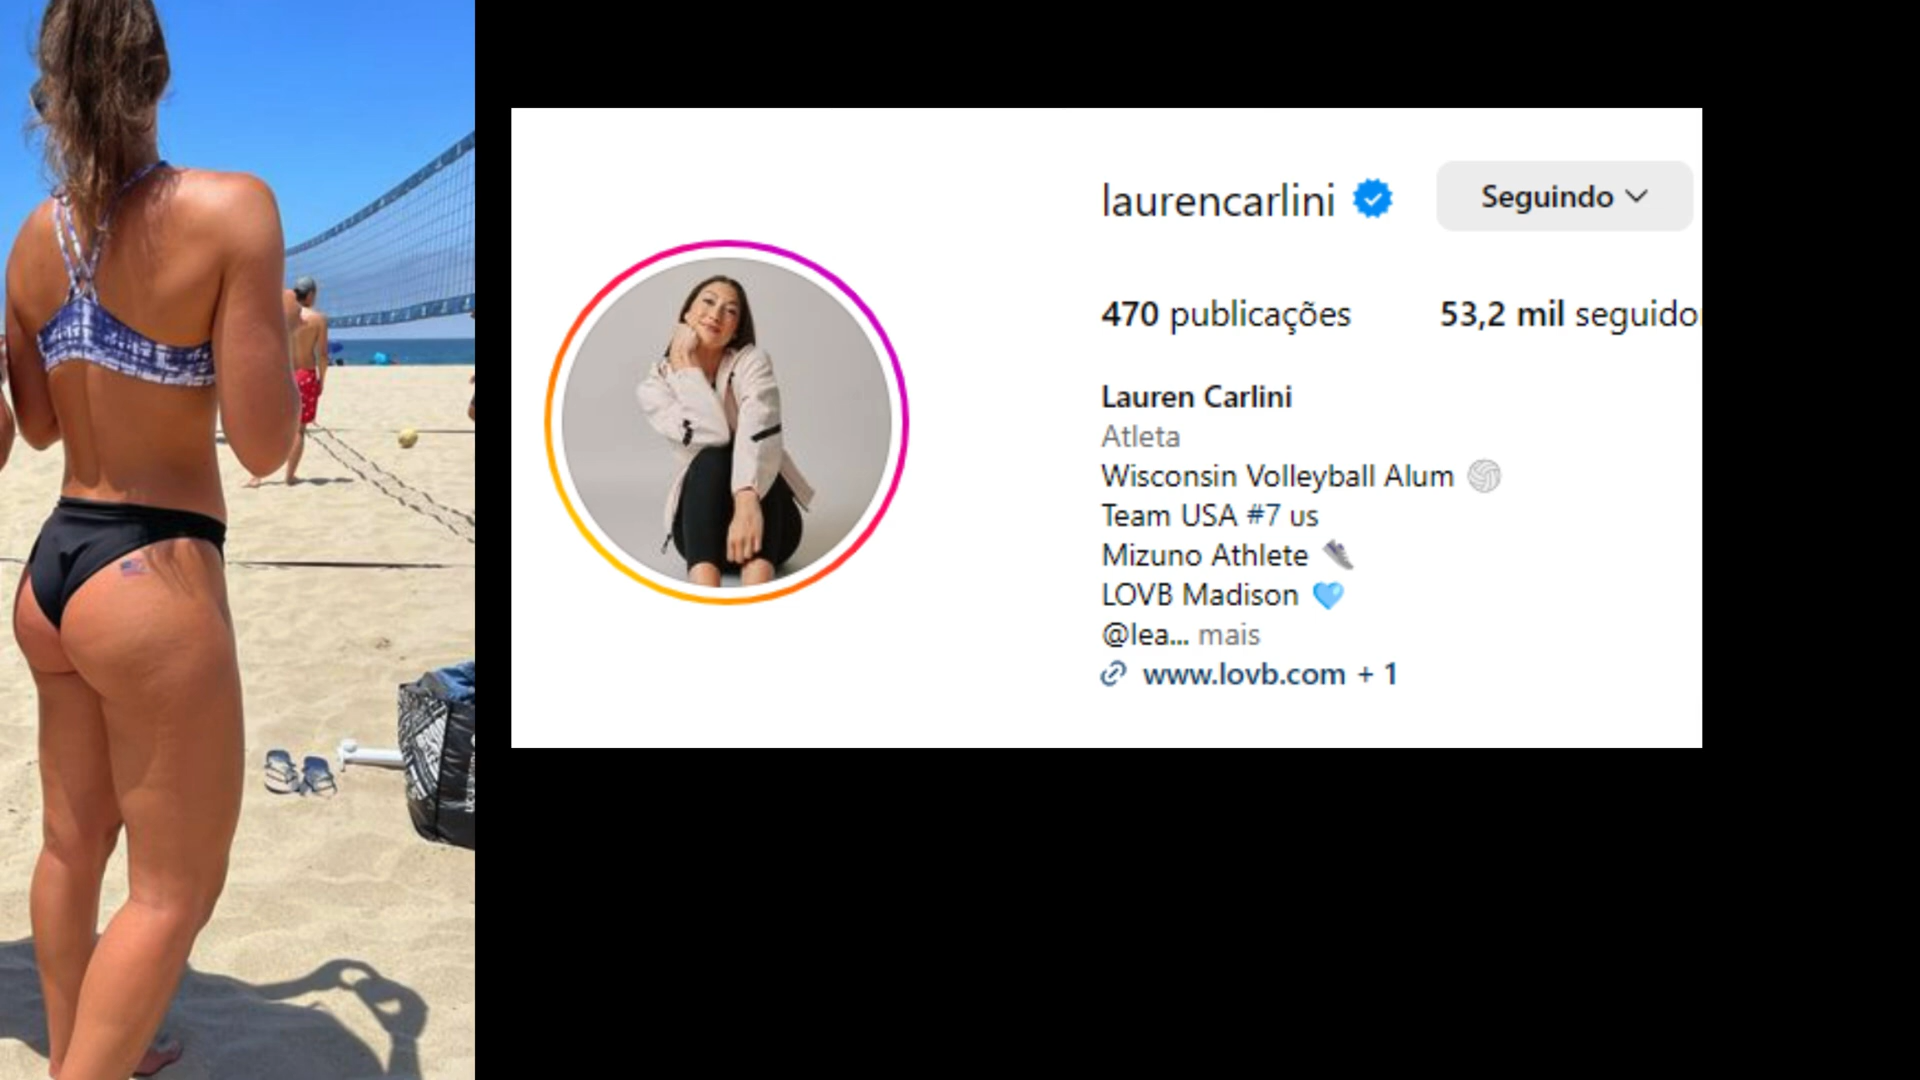 laurencarlini
Seguindo
470 publicações 53,2 mil seguido
Lauren Carlini
Atleta
Wisconsin Volleyball Alum 🏐
Team USA #7 us
Mizuno Athlete 👟
LOVB Madison 🩵
@lea... mais
www.lovb.com + 1